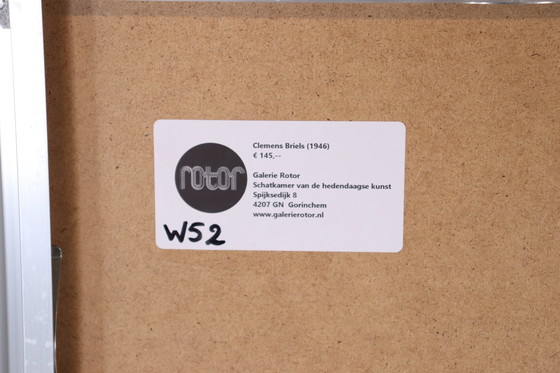 rotor
Clemens Briels (1946)
€ 145,--
Galerie Rotor
Schatkamer van de hedendaagse kunst
Spijksedijk 8
4207 GN Gorinchem
www.galerierotor.nl
W52